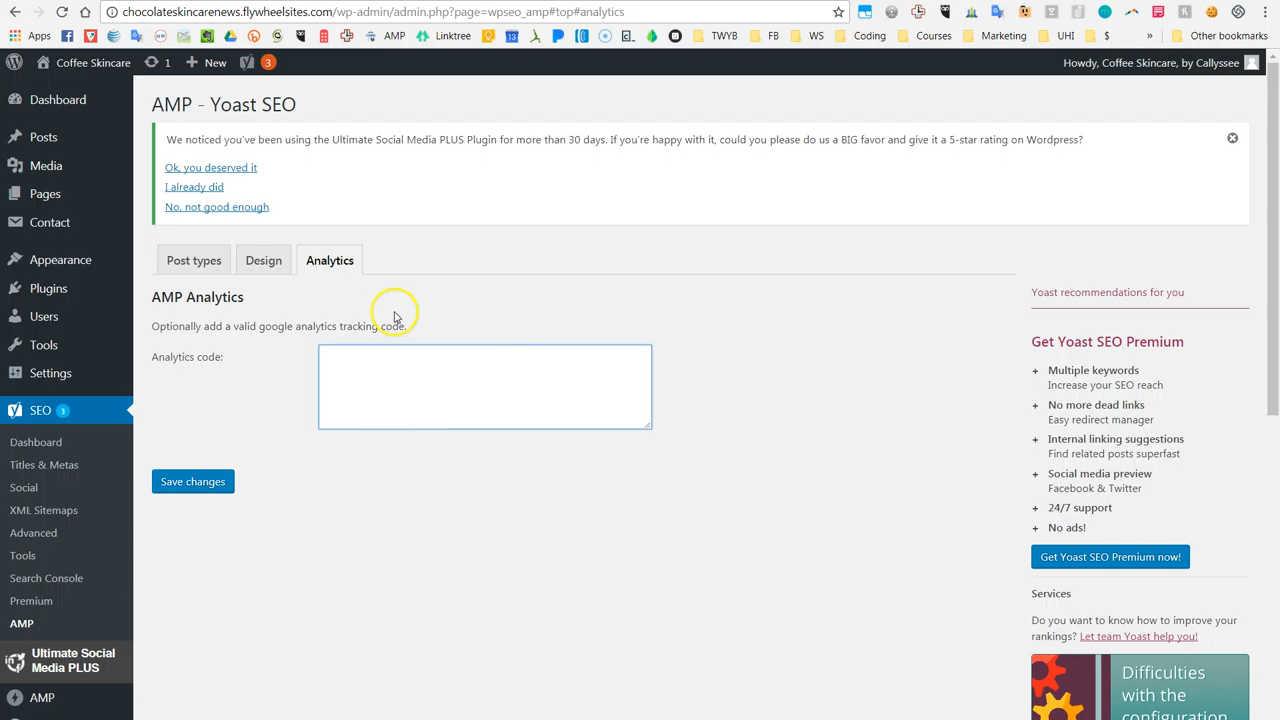 chocolateskincarenews.flywheelsites.com/wp-admin/admin.php?page=wpseo_amp#top#analytics
Apps
AMP
Linktree
TWYB
FB
WS
Coding
Courses
Marketing
UHI
$
»
Other bookmarks
Coffee Skincare
1
+ New
3
Howdy, Coffee Skincare, by Callyssee
Dashboard
Posts
Media
Pages
Contact
Appearance
Plugins
Users
Tools
Settings
SEO 3
Dashboard
Titles & Metas
Social
XML Sitemaps
Advanced
Tools
Search Console
Premium
AMP
Ultimate Social
Media PLUS
AMP
AMP - Yoast SEO
We noticed you've been using the Ultimate Social Media PLUS Plugin for more than 30 days. If you're happy with it, could you please do us a BIG favor and give it a 5-star rating on Wordpress?
Ok, you deserved it
I already did
No, not good enough
Post types
Design
Analytics
AMP Analytics
Optionally add a valid google analytics tracking code.
Analytics code:
Save changes
Yoast recommendations for you
Get Yoast SEO Premium
+ Multiple keywords
Increase your SEO reach
+ No more dead links
Easy redirect manager
+ Internal linking suggestions
Find related posts superfast
+ Social media preview
Facebook & Twitter
+ 24/7 support
+ No ads!
Get Yoast SEO Premium now!
Services
Do you want to know how to improve your
rankings? Let team Yoast help you!
Difficulties
with the
configuration